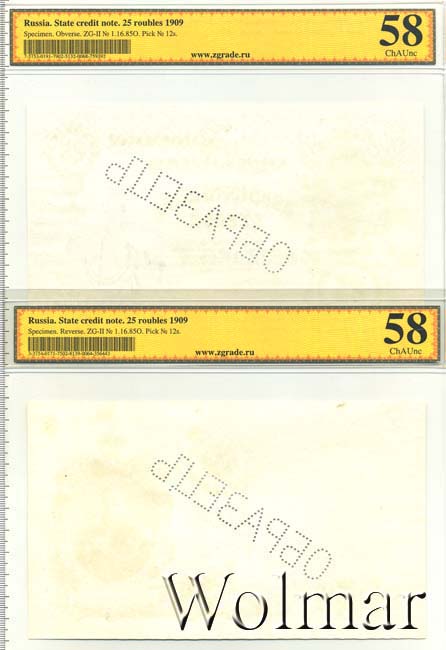 Russia. State credit note. 25 roubles 1909
Specimen. Obverse. ZG-II № 1.16.85O. Pick № 12s.
www.zgrade.ru
58
ChAUnc
ОБРАЗЕЦЪ
Russia. State credit note. 25 roubles 1909
Specimen. Reverse. ZG-II № 1.16.85O. Pick № 12s.
www.zgrade.ru
58
ChAUnc
ОБРАЗЕЦЪ
Wolmar